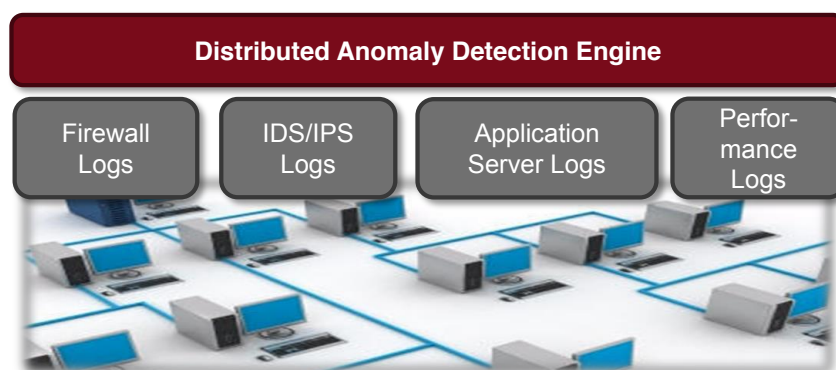 Distributed Anomaly Detection Engine
Firewall
Logs
IDS/IPS
Logs
Application
Server Logs
Perfor-
mance
Logs